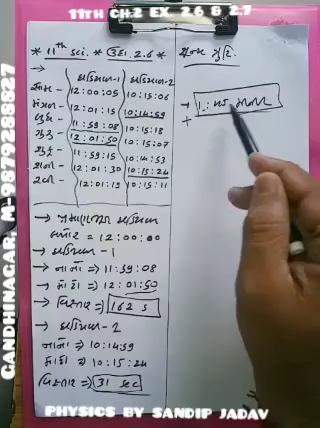 11TH CH:2 EX 2.6 & 2.7
* 11th sci. * ઉદા. 2.6 *
→ ઘડિયાળ-1 ઘડિયાળ-2
સોમ - 12:00:05 10:15:06
મંગળ - 12:01:15 10:14:59
બુધ - 11:59:08 10:15:18
ગુરુ - 12:01:50 10:15:07
શુક્ર - 11:59:15 10:14:53
શનિ - 12:01:30 10:15:24
રવિ - 12:01:19 10:15:11
→ પ્રમાણભૂત ઘડિયાળ
= 12:00:00
→ ઘડિયાળ - 1
→ નાનો => 11:59:08
→ મોટો => 12:01:50
→ વિસ્તાર => 162 s
→ ઘડિયાળ - 2
નાનો => 10:14:59
મોટો => 10:15:24
વિસ્તાર => 31 sec
શૂન્ય ત્રુટિ.
GANDHINAGAR. M-9879288827
PHYSICS BY SANDIP JADAV